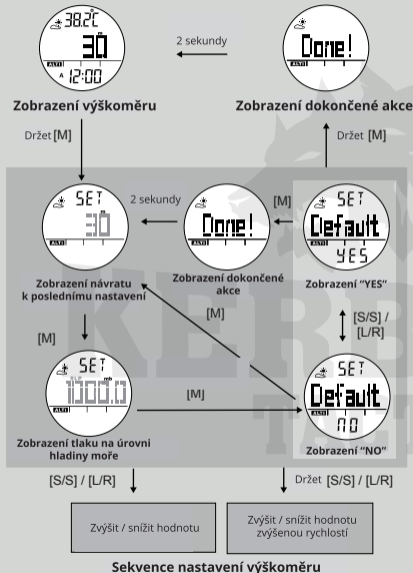 38.2°C
30
ALTI
A 12:00
2 sekundy
Done!
ALTI
Zobrazení výškoměru
Zobrazení dokončené akce
Držet [M]
Držet [M]
SET
30
ALTI
2 sekundy
Done!
ALTI
[M]
SET
Default
ALTI
YES
Zobrazení návratu
k poslednímu nastavení
Zobrazení dokončené
akce
Zobrazení "YES"
[M]
[M]
[S/S] /
[L/R]
SET
mb
1000.0
ALTI
[M]
SET
Default
ALTI
NO
Zobrazení tlaku na úrovni
hladiny moře
Zobrazení "NO"
[S/S] / [L/R]
Držet [S/S] / [L/R]
Zvýšit / snížit hodnotu
Zvýšit / snížit hodnotu
zvýšenou rychlostí
Sekvence nastavení výškoměru